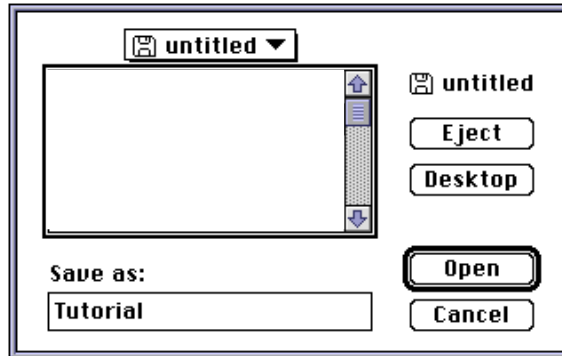 untitled
untitled
Eject
Desktop
Save as:
Tutorial
Open
Cancel